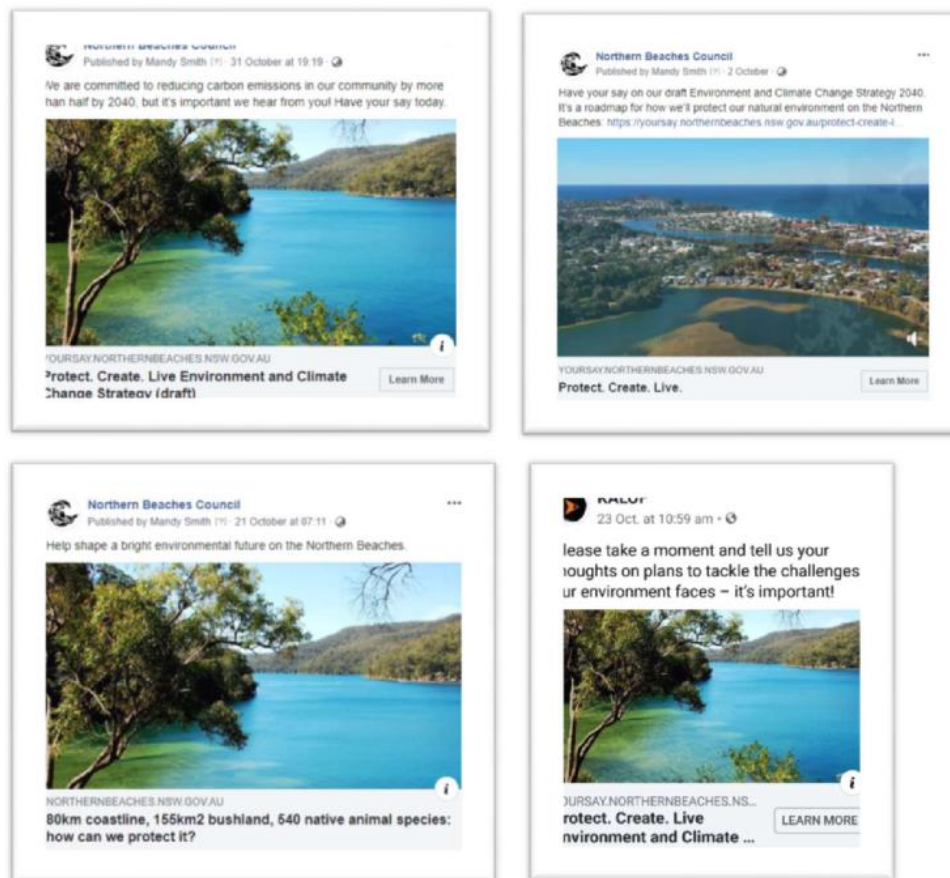 Northern Beaches Council
Published by Mandy Smith [?] · 31 October at 19:19 ·
We are committed to reducing carbon emissions in our community by more
han half by 2040, but it's important we hear from you! Have your say today.
YOURSAY.NORTHERNBEACHES.NSW.GOV.AU
Protect. Create. Live Environment and Climate
Change Strategy (draft)
Learn More
Northern Beaches Council
Published by Mandy Smith [?] · 2 October ·
Have your say on our draft Environment and Climate Change Strategy 2040.
It's a roadmap for how we'll protect our natural environment on the Northern
Beaches: https://yoursay.northernbeaches.nsw.gov.au/protect-create-l...
YOURSAY.NORTHERNBEACHES.NSW.GOV.AU
Protect. Create. Live.
Learn More
Northern Beaches Council
Published by Mandy Smith [?] · 21 October at 07:11 ·
Help shape a bright environmental future on the Northern Beaches.
NORTHERNBEACHES.NSW.GOV.AU
80km coastline, 155km2 bushland, 540 native animal species:
how can we protect it?
23 Oct. at 10:59 am ·
lease take a moment and tell us your
houghts on plans to tackle the challenges
ur environment faces – it's important!
OURSAY.NORTHERNBEACHES.NS...
rotect. Create. Live
nvironment and Climate ...
LEARN MORE